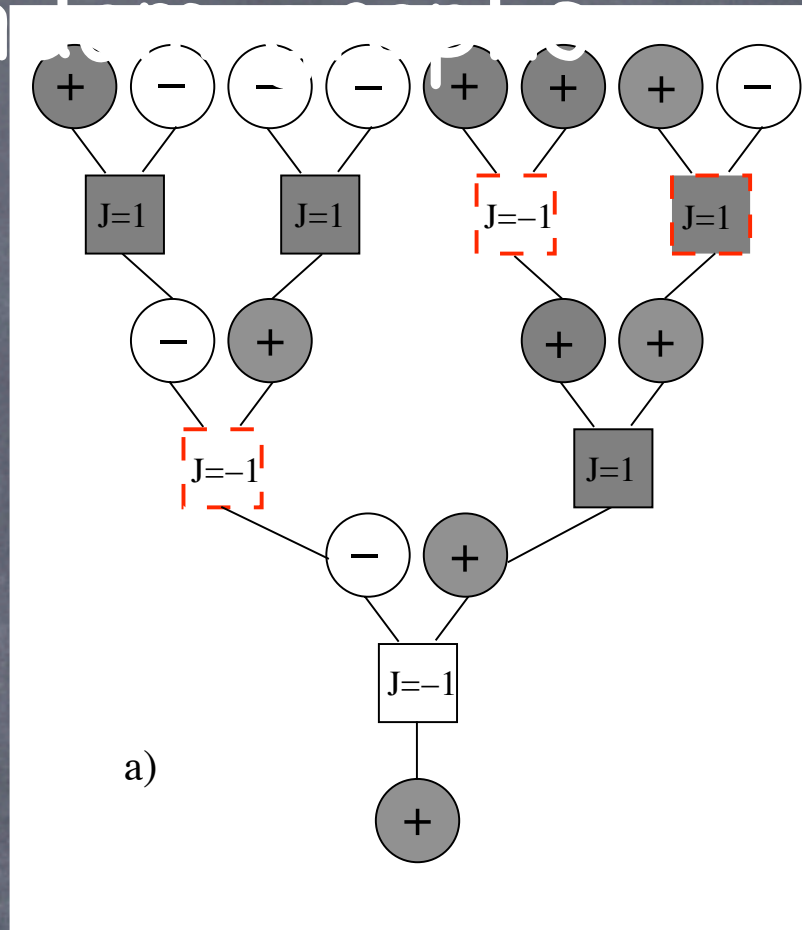 + − − − + + + −
J=1 J=1 J=−1 J=1
− + + +
J=−1 J=1
− +
J=−1
a)
+